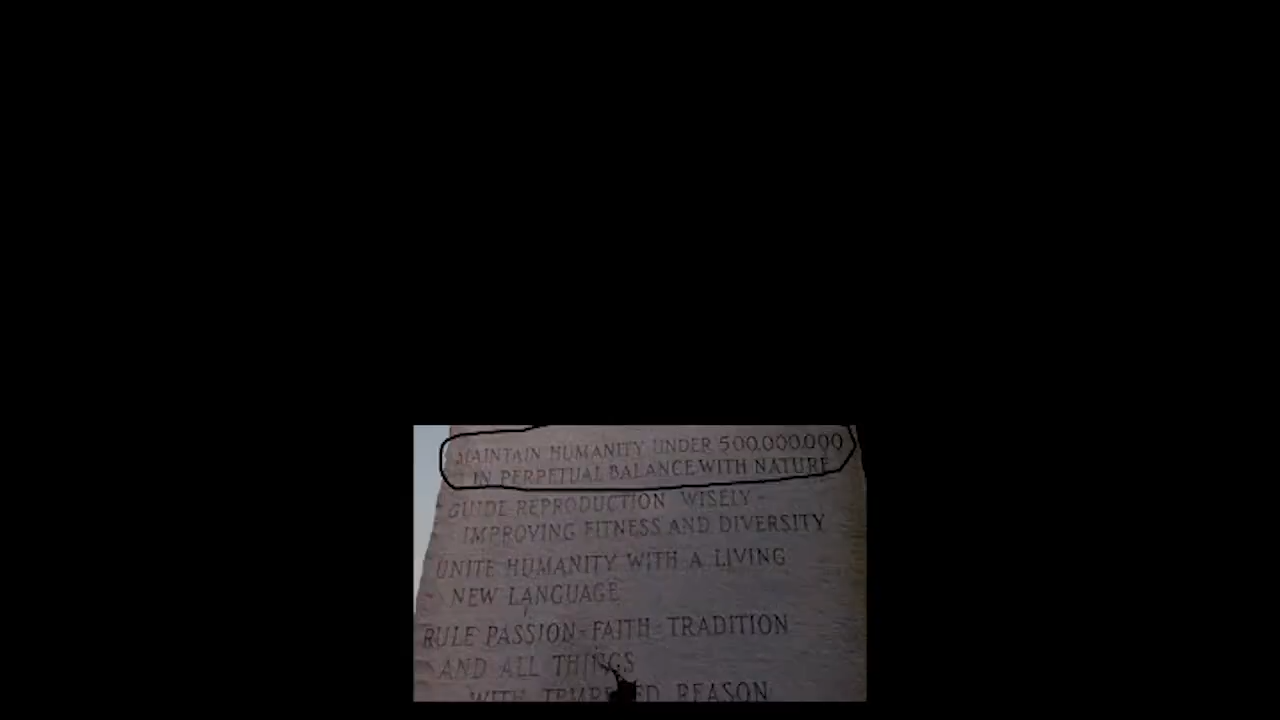 MAINTAIN HUMANITY UNDER 500,000,000
IN PERPETUAL BALANCE WITH NATURE
GUIDE REPRODUCTION WISELY -
IMPROVING FITNESS AND DIVERSITY
UNITE HUMANITY WITH A LIVING
NEW LANGUAGE
RULE PASSION - FAITH - TRADITION
AND ALL THINGS
WITH REASON